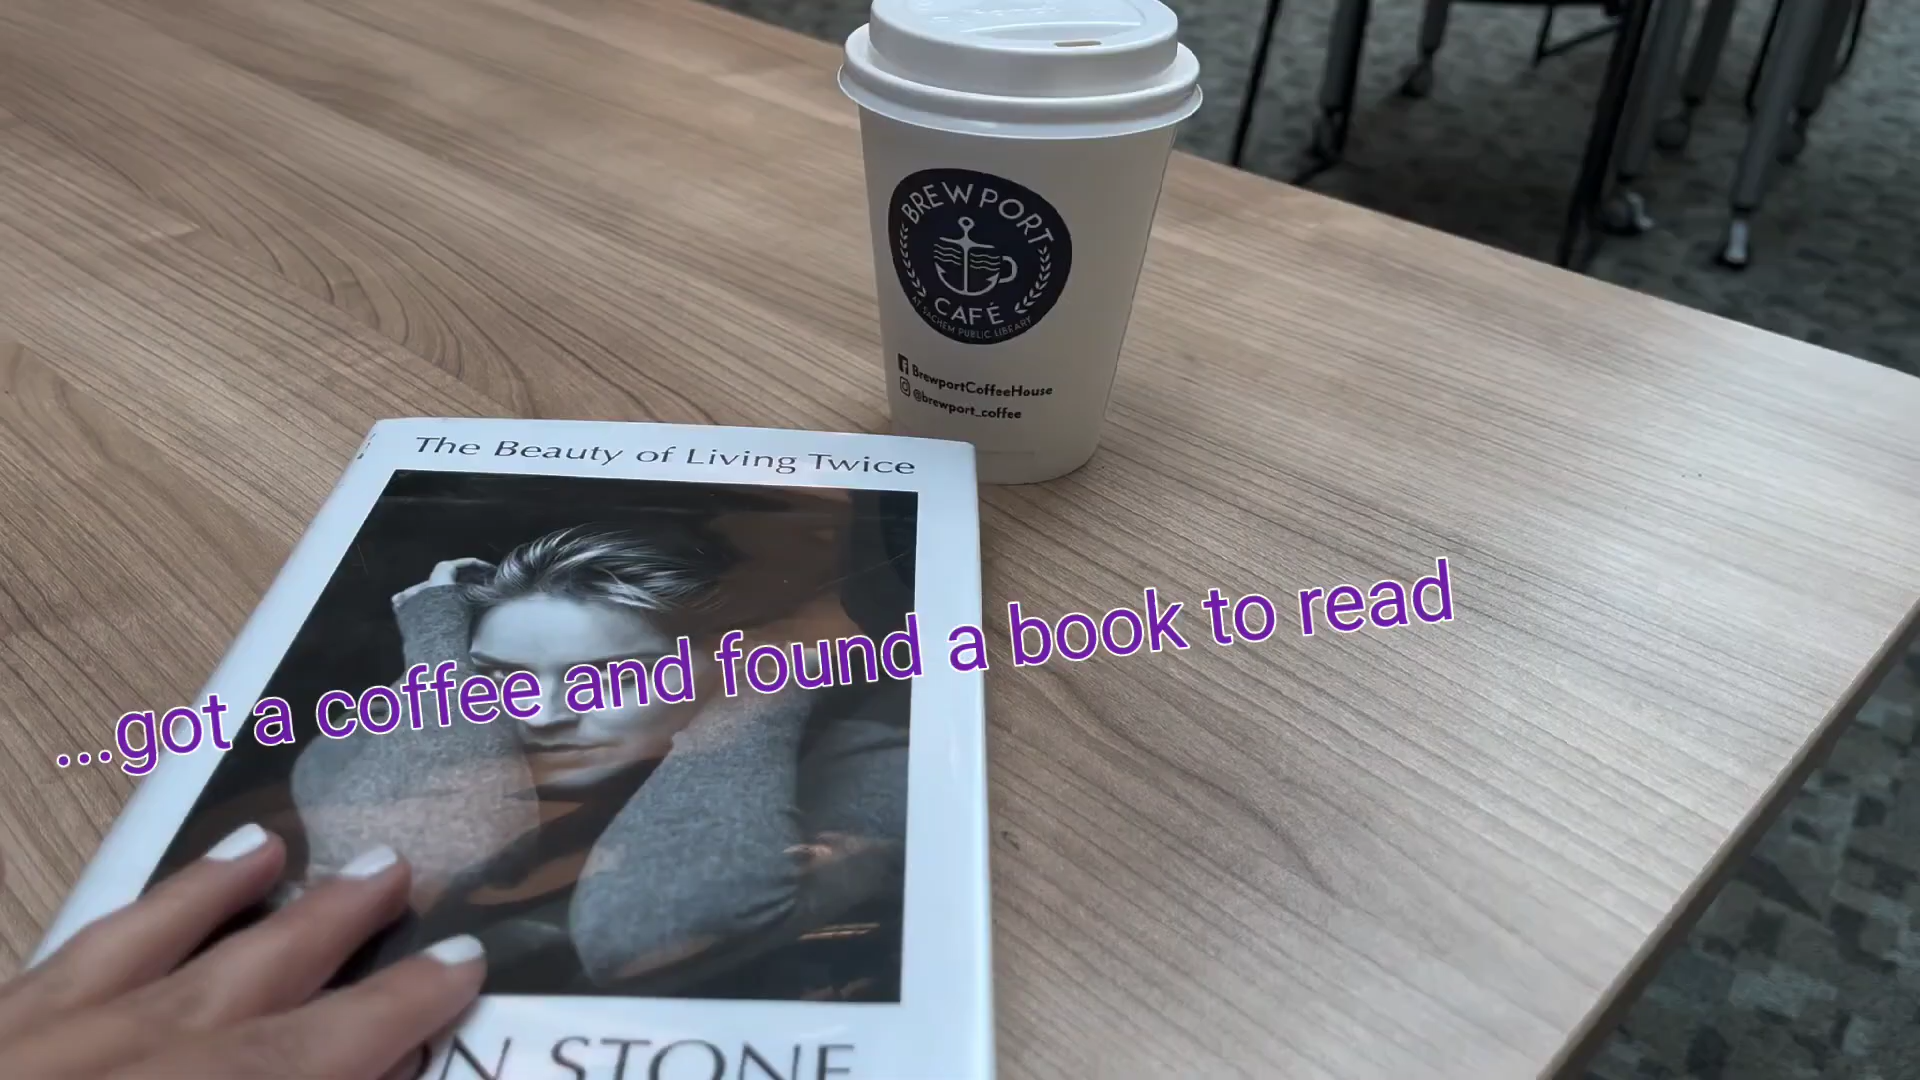 BREWPORT
CAFÉ
AT SACHEM PUBLIC LIBRARY
BrewportCoffeeHouse
@brewport_coffee
The Beauty of Living Twice
...got a coffee and found a book to read
ON STONE